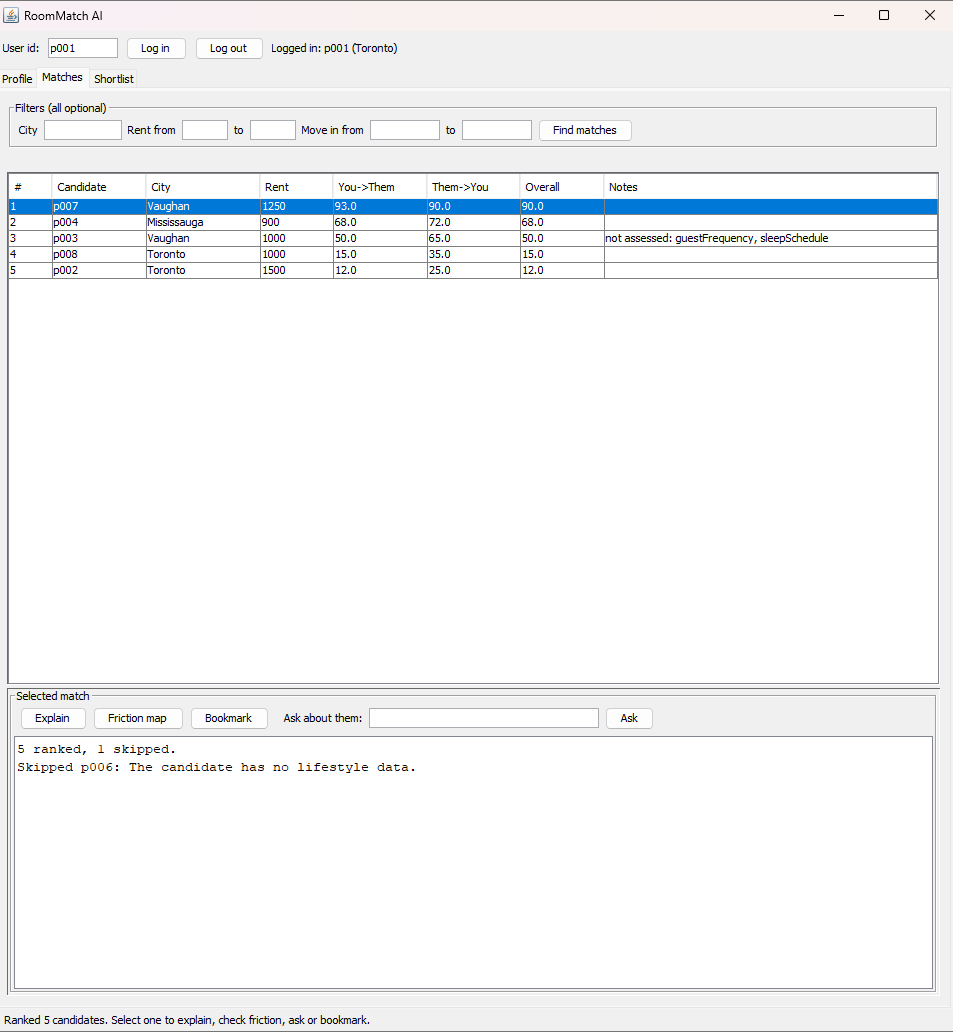 RoomMatch AI
User id: p001 Log in Log out Logged in: p001 (Toronto)
Profile Matches Shortlist
Filters (all optional)
City Rent from to Move in from to Find matches
# Candidate City Rent You->Them Them->You Overall Notes
1 p007 Vaughan 1250 93.0 90.0 90.0
2 p004 Mississauga 900 68.0 72.0 68.0
3 p003 Vaughan 1000 50.0 65.0 50.0 not assessed: guestFrequency, sleepSchedule
4 p008 Toronto 1000 15.0 35.0 15.0
5 p002 Toronto 1500 12.0 25.0 12.0
Selected match
Explain Friction map Bookmark Ask about them: Ask
5 ranked, 1 skipped.
Skipped p006: The candidate has no lifestyle data.
Ranked 5 candidates. Select one to explain, check friction, ask or bookmark.